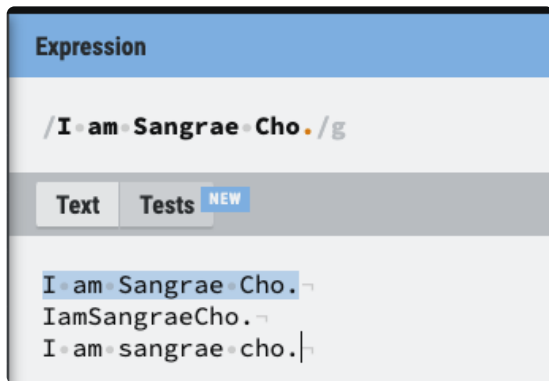 Expression
/I am Sangrae Cho./g
Text Tests NEW
I am Sangrae Cho.
IamSangraeCho.
I am sangrae cho.